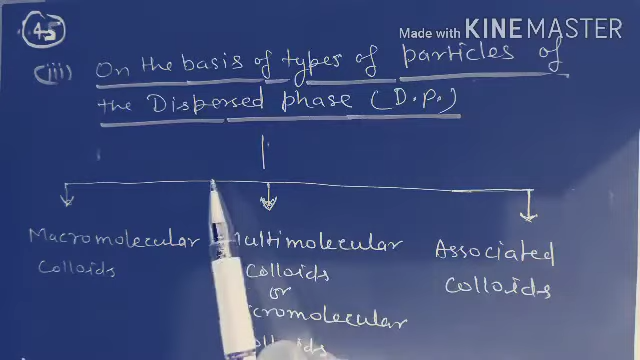 45
Made with KINEMASTER
(iii) On the basis of types of particles of
the Dispersed phase (D.P.)
Macromolecular
Colloids
Multimolecular
Colloids
or
Associated
Colloids